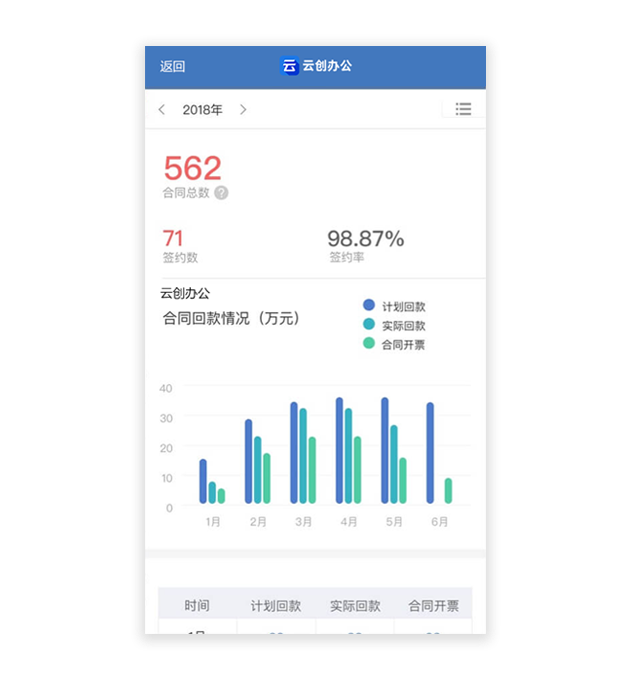 返回
云 云创办公
2018年
562
合同总数 ?
71
98.87%
签约数
签约率
云创办公
合同回款情况（万元）
计划回款
实际回款
合同开票
40
30
20
10
0
1月 2月 3月 4月 5月 6月
时间 计划回款 实际回款 合同开票